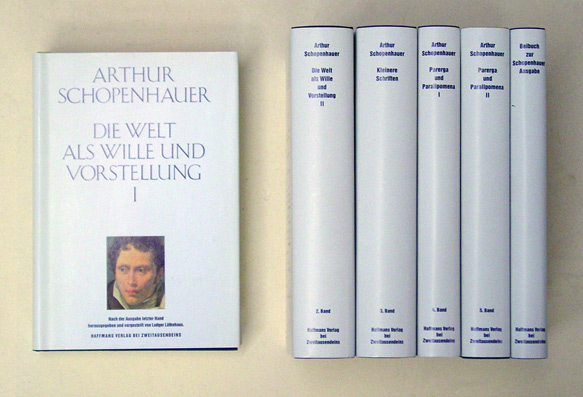 ARTHUR
SCHOPENHAUER
DIE WELT
ALS WILLE UND
VORSTELLUNG
I
Nach der Ausgabe letzter Hand
herausgegeben und vorgestellt von Ludger Lütkehaus.
HAFFMANS VERLAG BEI ZWEITAUSENDEINS
Arthur
Schopenhauer
Die Welt
als Wille
und
Vorstellung
II
2. Band
Haffmans Verlag
bei
Zweitausendeins
Arthur
Schopenhauer
Kleinere
Schriften
3. Band
Haffmans Verlag
bei
Zweitausendeins
Arthur
Schopenhauer
Parerga
und
Paralipomena
I
4. Band
Haffmans Verlag
bei
Zweitausendeins
Arthur
Schopenhauer
Parerga
und
Paralipomena
II
5. Band
Haffmans Verlag
bei
Zweitausendeins
Beibuch
zur
Schopenhauer
Ausgabe
Haffmans Verlag
bei
Zweitausendeins